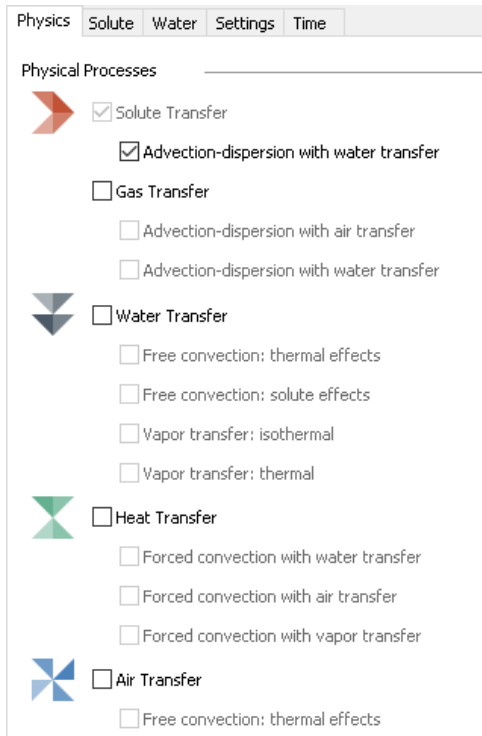 Physics Solute Water Settings Time
Physical Processes
Solute Transfer
Advection-dispersion with water transfer
Gas Transfer
Advection-dispersion with air transfer
Advection-dispersion with water transfer
Water Transfer
Free convection: thermal effects
Free convection: solute effects
Vapor transfer: isothermal
Vapor transfer: thermal
Heat Transfer
Forced convection with water transfer
Forced convection with air transfer
Forced convection with vapor transfer
Air Transfer
Free convection: thermal effects